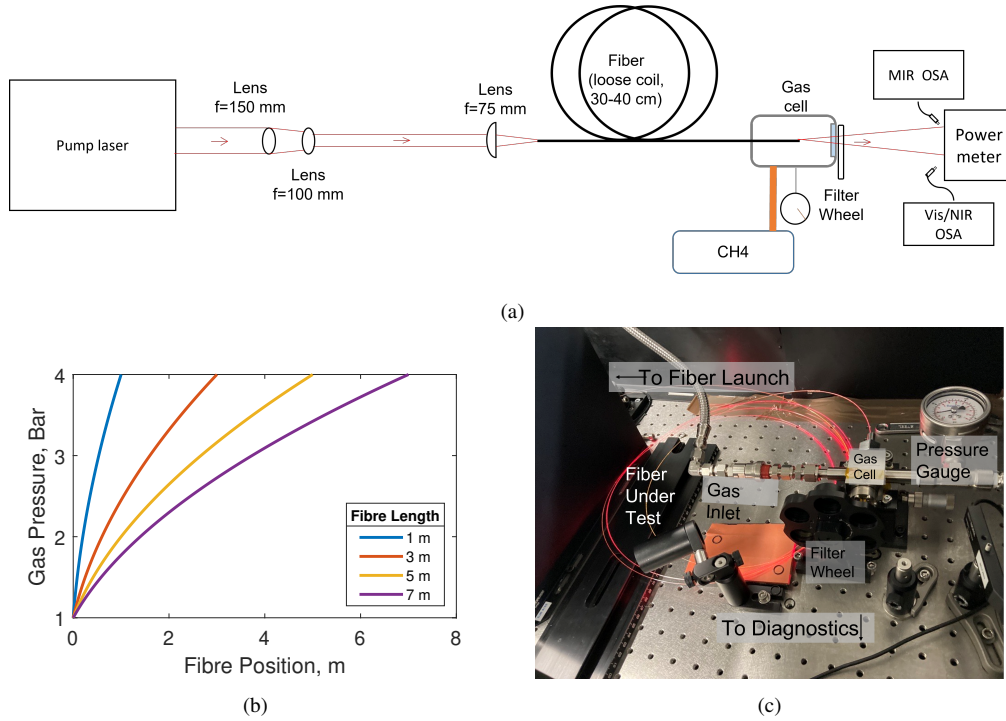 Pump laser
Lens
f=150 mm
Lens
f=100 mm
Lens
f=75 mm
Fiber
(loose coil,
30-40 cm)
Gas
cell
CH4
Filter
Wheel
MIR OSA
Power
meter
Vis/NIR
OSA
(a)
Gas Pressure, Bar
4
3
2
1
0
2
4
6
8
Fibre Position, m
Fibre Length
1 m
3 m
5 m
7 m
(b)
To Fiber Launch
Fiber
Under
Test
Gas
Inlet
Gas
Cell
Pressure
Gauge
Filter
Wheel
To Diagnostics
(c)